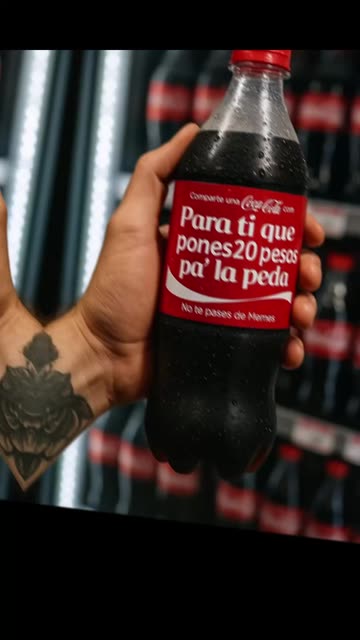 Comparte una Coca-Cola con
Para ti que
pones 20 pesos
pa' la peda
No te pases de Memes